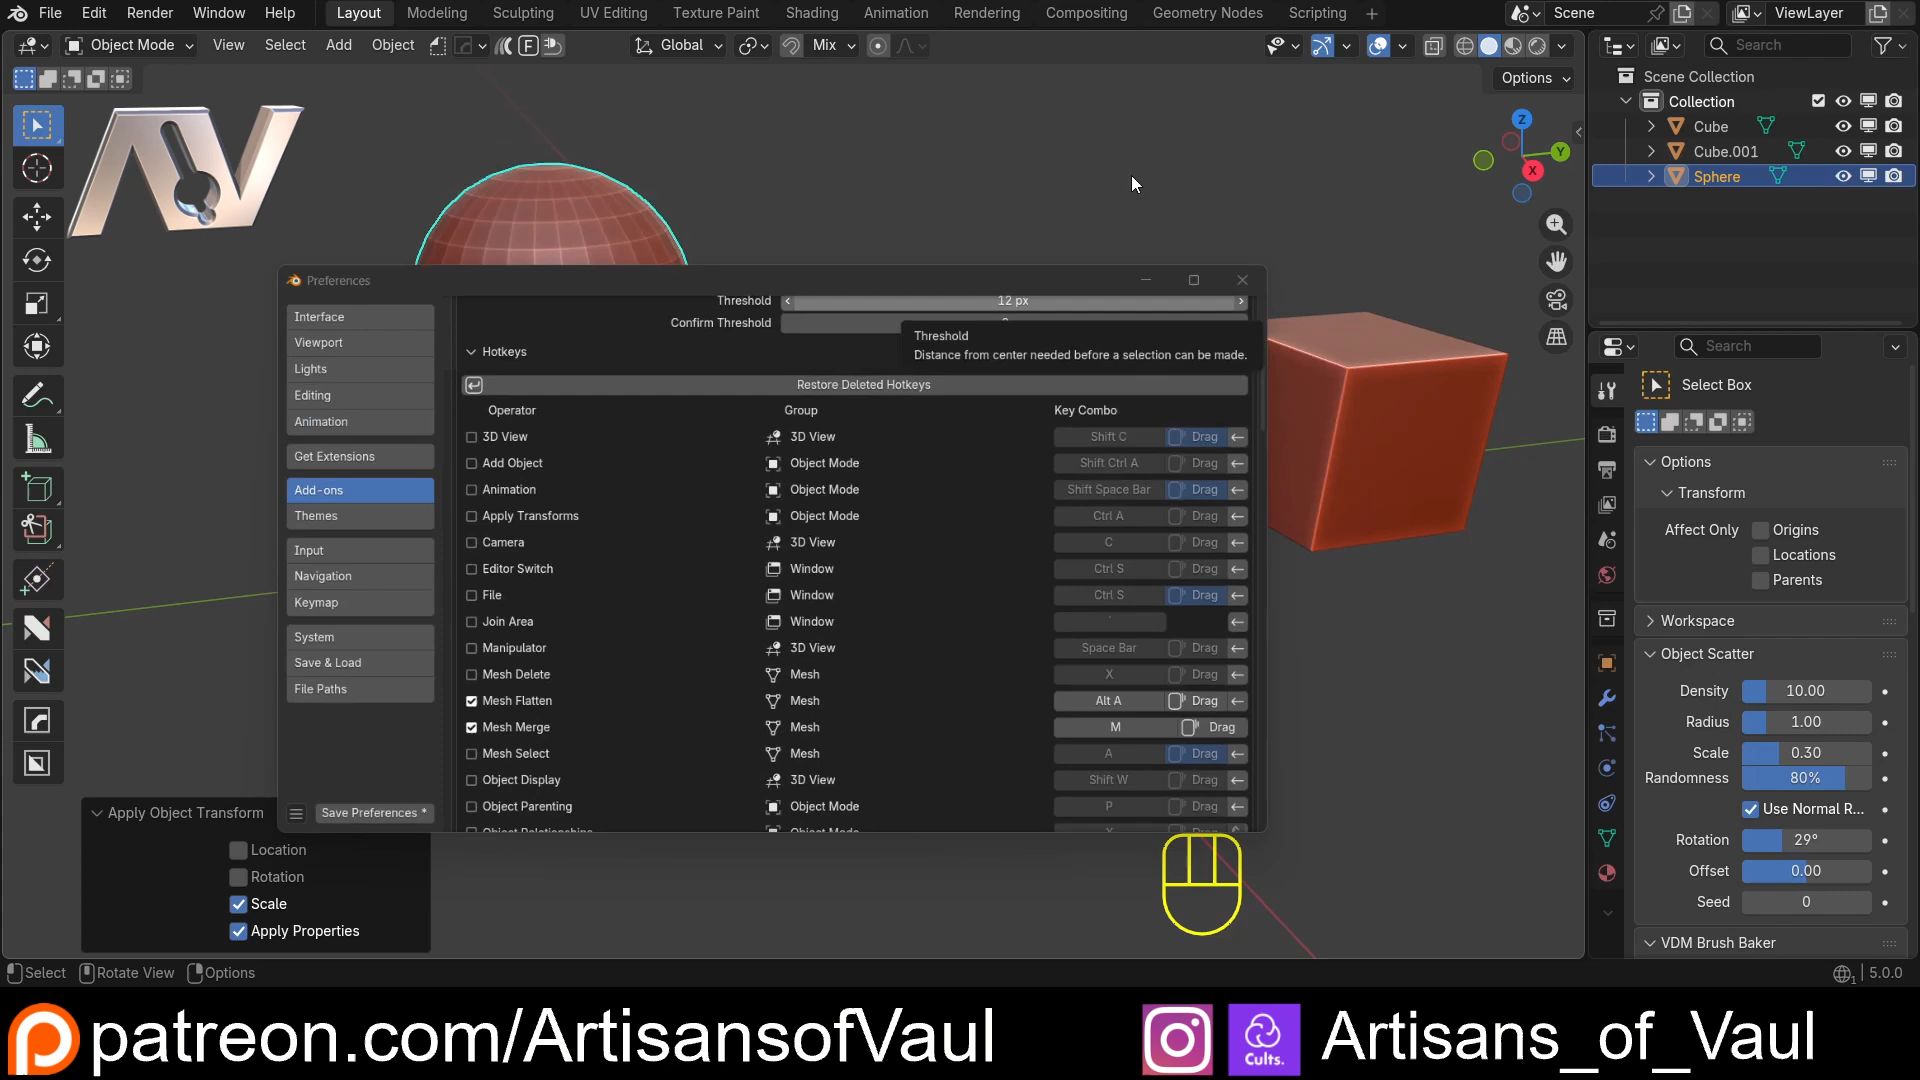 File Edit Render Window Help Layout Modeling Sculpting UV Editing Texture Paint Shading Animation Rendering Compositing Geometry Nodes Scripting + Scene ViewLayer
Object Mode View Select Add Object F Global Mix Search
Options
Scene Collection
Collection
Cube
Cube.001
Sphere
Z
Y
X
AV
Preferences
Interface
Viewport
Lights
Editing
Animation
Get Extensions
Add-ons
Themes
Input
Navigation
Keymap
System
Save & Load
File Paths
Save Preferences *
Threshold 12 px
Confirm Threshold
Threshold
Distance from center needed before a selection can be made.
Hotkeys
Restore Deleted Hotkeys
Operator Group Key Combo
3D View 3D View Shift C Drag
Add Object Object Mode Shift Ctrl A Drag
Animation Object Mode Shift Space Bar Drag
Apply Transforms Object Mode Ctrl A Drag
Camera 3D View C Drag
Editor Switch Window Ctrl S Drag
File Window Ctrl S Drag
Join Area Window
Manipulator 3D View Space Bar Drag
Mesh Delete Mesh X Drag
Mesh Flatten Mesh Alt A Drag
Mesh Merge Mesh M Drag
Mesh Select Mesh A Drag
Object Display 3D View Shift W Drag
Object Parenting Object Mode P Drag
Apply Object Transform
Location
Rotation
Scale
Apply Properties
Search
Select Box
Options
Transform
Affect Only Origins
Locations
Parents
Workspace
Object Scatter
Density 10.00
Radius 1.00
Scale 0.30
Randomness 80%
Use Normal R...
Rotation 29°
Offset 0.00
Seed 0
VDM Brush Baker
Select Rotate View Options 5.0.0
patreon.com/ArtisansofVaul Cults. Artisans_of_Vaul